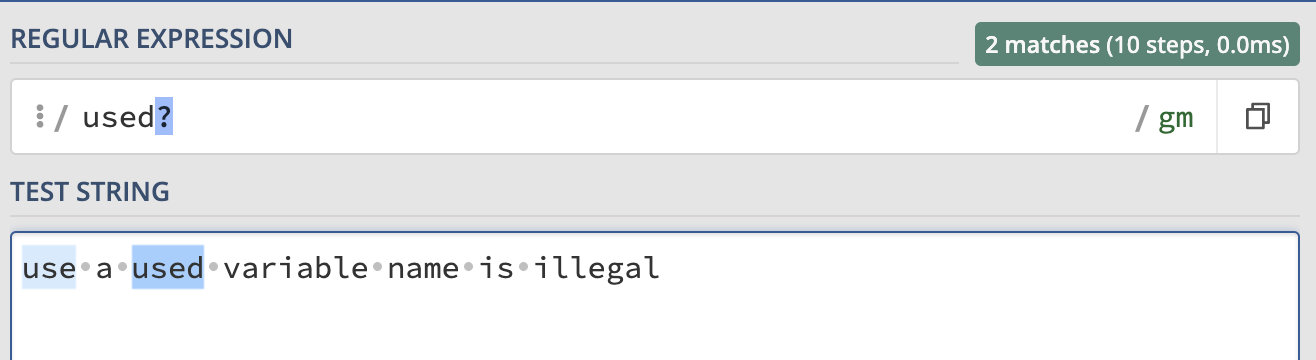 REGULAR EXPRESSION
2 matches (10 steps, 0.0ms)
/ used? / gm
TEST STRING
use·a·used·variable·name·is·illegal